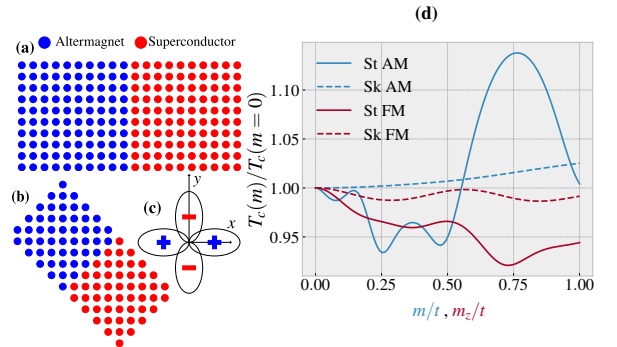 (d)
(a)
Altermagnet
Superconductor
(b)
(c)
y
x
T_c(m)/T_c(m = 0)
St AM
Sk AM
St FM
Sk FM
1.10
1.05
1.00
0.95
0.00 0.25 0.50 0.75 1.00
m/t , m_z/t